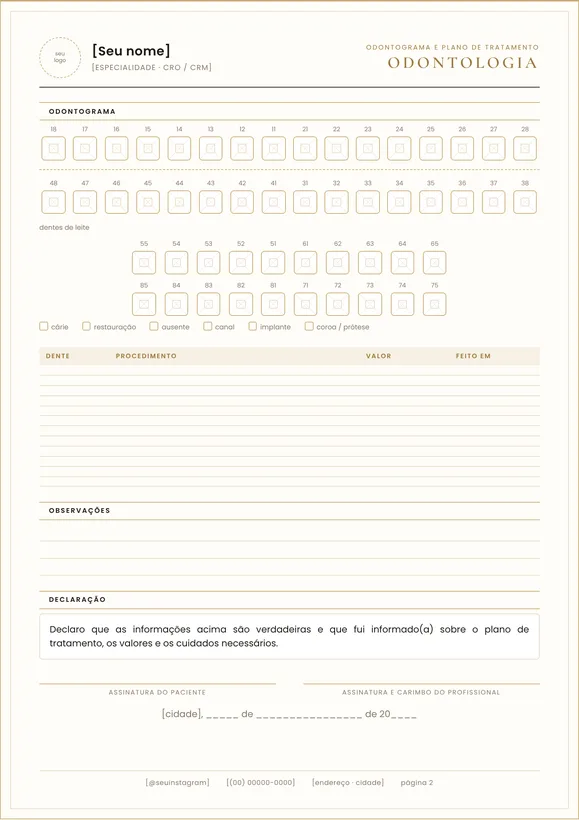 seu
logo
[Seu nome]
[ESPECIALIDADE · CRO / CRM]
ODONTOGRAMA E PLANO DE TRATAMENTO
ODONTOLOGIA
ODONTOGRAMA
18 17 16 15 14 13 12 11 21 22 23 24 25 26 27 28
48 47 46 45 44 43 42 41 31 32 33 34 35 36 37 38
dentes de leite
55 54 53 52 51 61 62 63 64 65
85 84 83 82 81 71 72 73 74 75
cárie restauração ausente canal implante coroa / prótese
DENTE PROCEDIMENTO VALOR FEITO EM
OBSERVAÇÕES
DECLARAÇÃO
Declaro que as informações acima são verdadeiras e que fui informado(a) sobre o plano de
tratamento, os valores e os cuidados necessários.
ASSINATURA DO PACIENTE ASSINATURA E CARIMBO DO PROFISSIONAL
[cidade], _____ de ________________ de 20____
[@seuinstagram] [(00) 00000-0000] [endereço · cidade] página 2